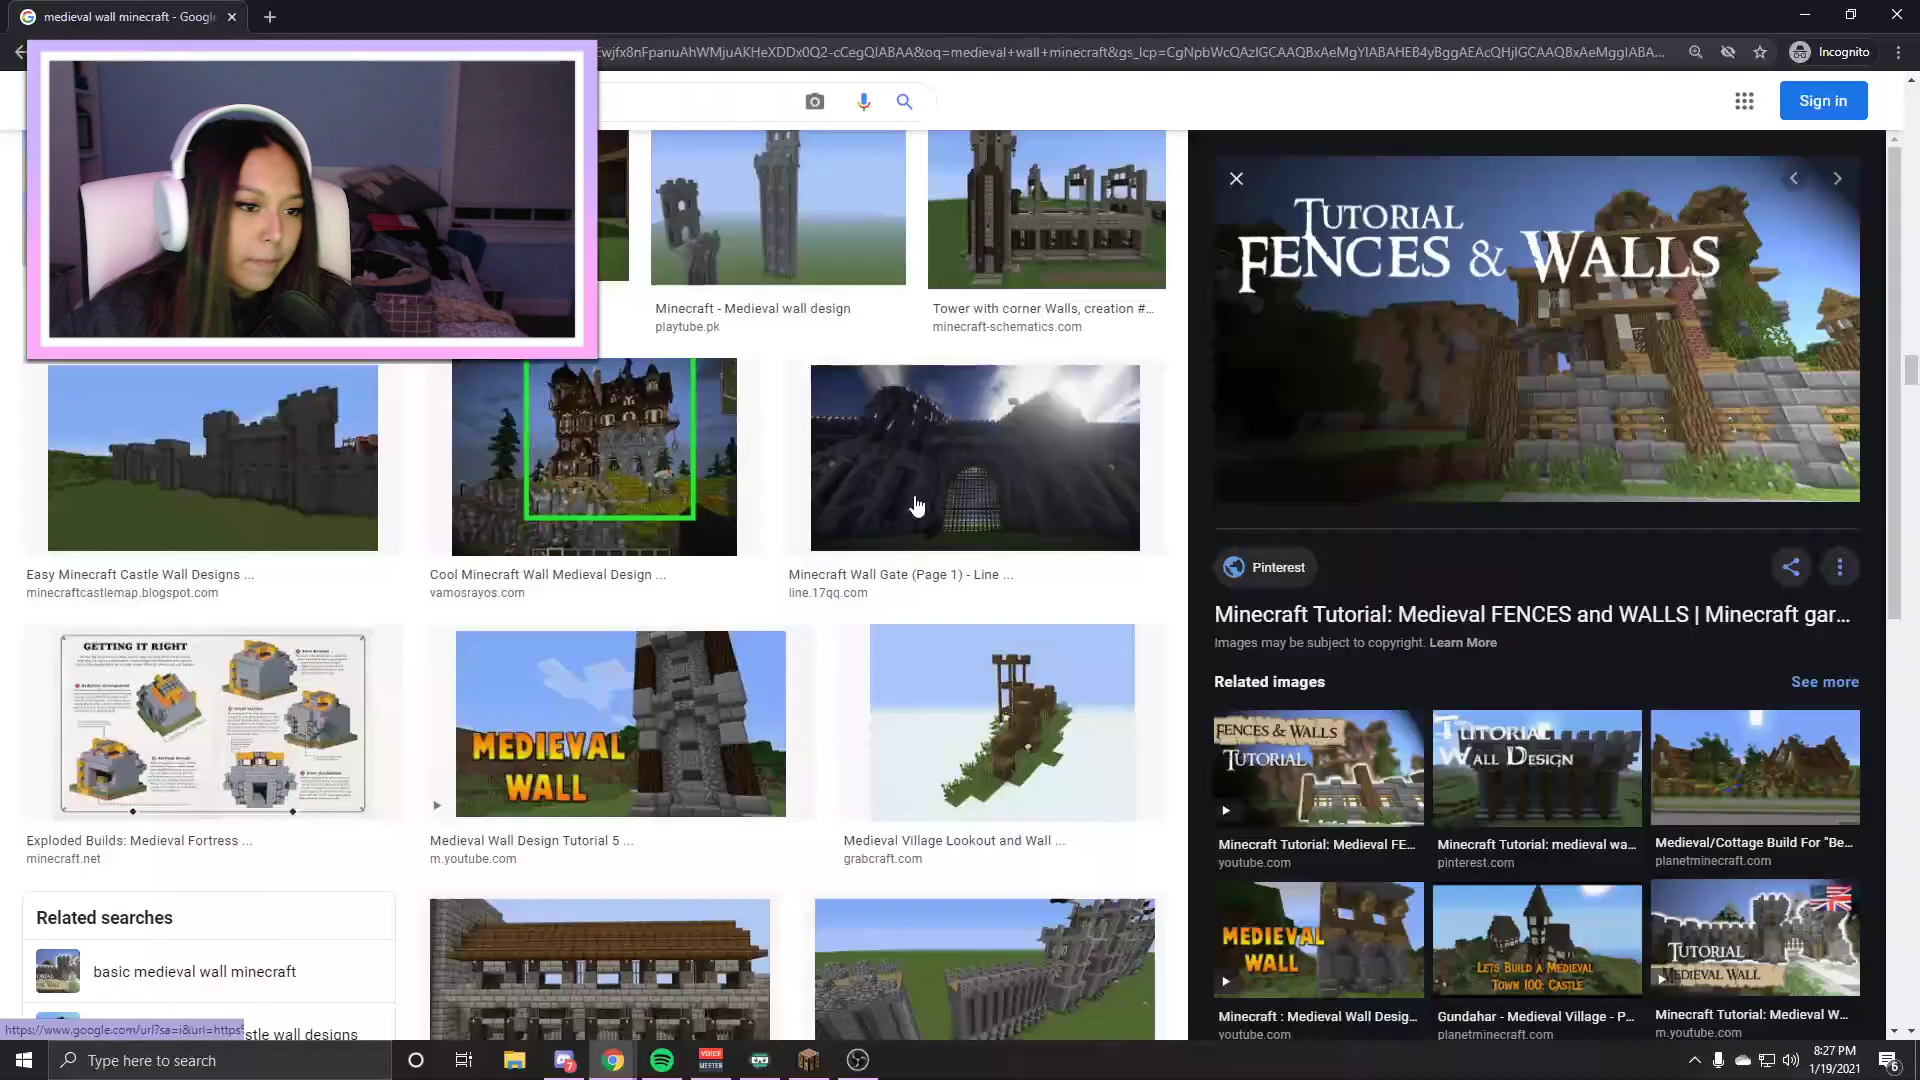 medieval wall minecraft - Google
Ewjfx8nFpanuAhWMjuAKHeXDDx0Q2-cCegQIABAA&oq=medieval+wall+minecraft&gs_lcp=CgNpbWcQAzIGCAAQBxAeMgYIABAHEB4yBggAEAcQHjIGCAAQBxAeMggIABA...
Incognito
Sign in
Minecraft - Medieval wall design
playtube.pk
Tower with corner Walls, creation #...
minecraft-schematics.com
Easy Minecraft Castle Wall Designs ...
minecraftcastlemap.blogspot.com
Cool Minecraft Wall Medieval Design ...
vamosrayos.com
Minecraft Wall Gate (Page 1) - Line ...
line.17qq.com
GETTING IT RIGHT
MEDIEVAL
WALL
Exploded Builds: Medieval Fortress ...
minecraft.net
Medieval Wall Design Tutorial 5 ...
m.youtube.com
Medieval Village Lookout and Wall ...
grabcraft.com
Related searches
basic medieval wall minecraft
stle wall designs
https://www.google.com/url?sa=i&url=https
TUTORIAL
FENCES & WALLS
Pinterest
Minecraft Tutorial: Medieval FENCES and WALLS | Minecraft gar...
Images may be subject to copyright. Learn More
Related images
See more
FENCES & WALLS
TUTORIAL
TUTORIAL
WALL DESIGN
Minecraft Tutorial: Medieval FE...
youtube.com
Minecraft Tutorial: medieval wa...
pinterest.com
Medieval/Cottage Build For "Be...
planetminecraft.com
MEDIEVAL
WALL
LETS BUILD A MEDIEVAL
TOWN 100: CASTLE
TUTORIAL
MEDIEVAL WALL
Minecraft : Medieval Wall Desig...
youtube.com
Gundahar - Medieval Village - P...
planetminecraft.com
Minecraft Tutorial: Medieval W...
m.youtube.com
Type here to search
7
VOICE
MEETER
8:27 PM
1/19/2021
6